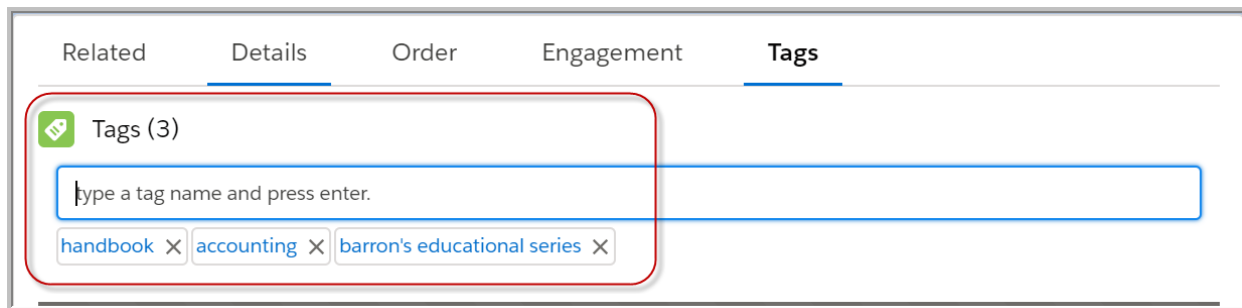 Related Details Order Engagement Tags
Tags (3)
type a tag name and press enter.
handbook × accounting × barron's educational series ×